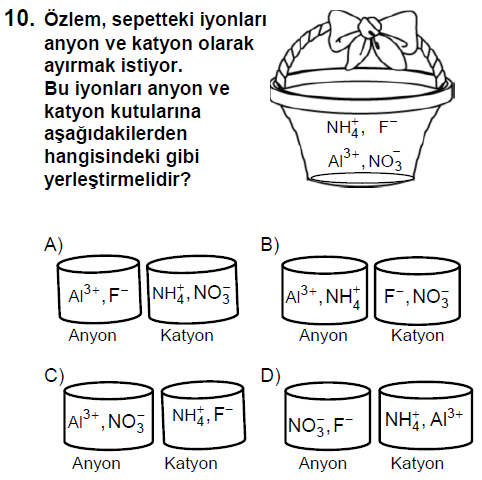 10. Özlem, sepetteki iyonları
anyon ve katyon olarak
ayırmak istiyor.
Bu iyonları anyon ve
katyon kutularına
aşağıdakilerden
hangisindeki gibi
yerleştirmelidir?
NH₄⁺, F⁻
Al³⁺, NO₃⁻
A)
Al³⁺, F⁻
NH₄⁺, NO₃⁻
Anyon
Katyon
B)
Al³⁺, NH₄⁺
F⁻, NO₃⁻
Anyon
Katyon
C)
Al³⁺, NO₃⁻
NH₄⁺, F⁻
Anyon
Katyon
D)
NO₃⁻, F⁻
NH₄⁺, Al³⁺
Anyon
Katyon